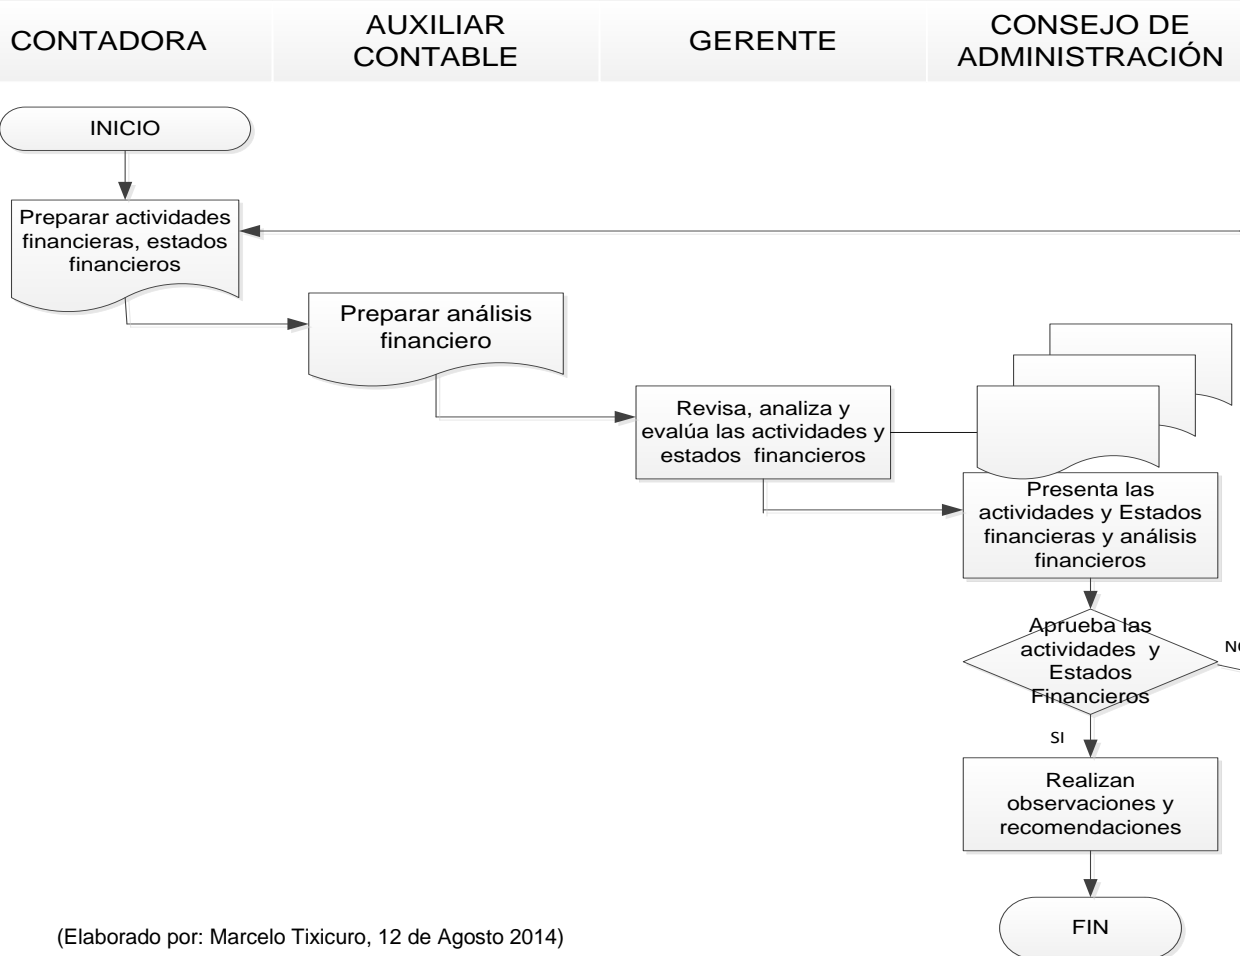 CONTADORA
AUXILIAR
CONTABLE
GERENTE
CONSEJO DE
ADMINISTRACIÓN
INICIO
Preparar actividades
financieras, estados
financieros
Preparar análisis
financiero
Revisa, analiza y
evalúa las actividades y
estados financieros
Presenta las
actividades y Estados
financieras y análisis
financieros
Aprueba las
actividades y
Estados
Financieros
NO
SI
Realizan
observaciones y
recomendaciones
FIN
(Elaborado por: Marcelo Tixicuro, 12 de Agosto 2014)